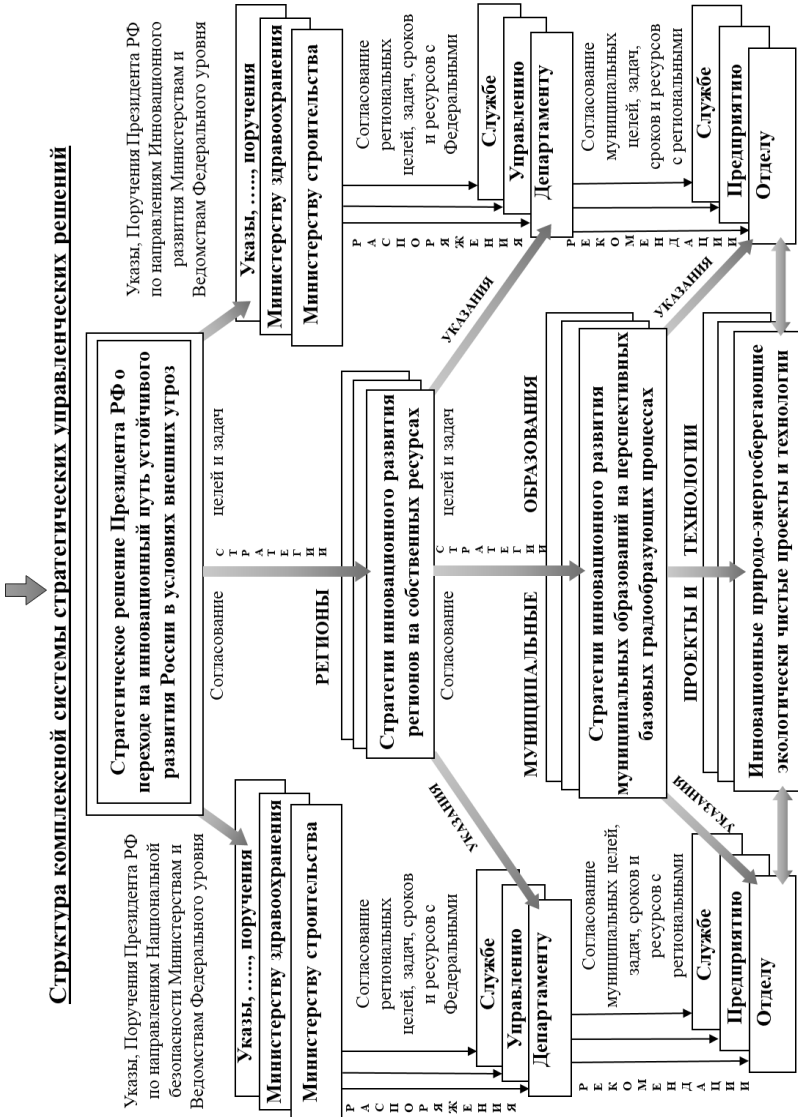 Структура комплексной системы стратегических управленческих решений
Указы, Поручения Президента РФ
по направлениям Национальной
безопасности Министерствам и
Ведомствам Федерального уровня
Стратегическое решение Президента РФ о
переходе на инновационный путь устойчивого
развития России в условиях внешних угроз
Указы, Поручения Президента РФ
по направлениям Инновационного
развития Министерствам и
Ведомствам Федерального уровня
Указы, ….., поручения
Министерству здравоохранения
Министерству строительства
Согласование
СТРАТЕГИИ
целей и задач
Указы, ….., поручения
Министерству здравоохранения
Министерству строительства
РЕГИОНЫ
РАСПОРЯЖЕНИЯ
Согласование
региональных
целей, задач, сроков
и ресурсов с
Федеральными
Стратегии инновационного развития
регионов на собственных ресурсах
РАСПОРЯЖЕНИЯ
Согласование
региональных
целей, задач, сроков
и ресурсов с
Федеральными
УКАЗАНИЯ
Согласование
СТРАТЕГИИ
целей и задач
УКАЗАНИЯ
Службе
Управлению
Департаменту
МУНИЦИПАЛЬНЫЕ
ОБРАЗОВАНИЯ
Службе
Управлению
Департаменту
РЕКОМЕНДАЦИИ
Согласование
муниципальных целей,
задач, сроков и
ресурсов с
региональными
Стратегии инновационного развития
муниципальных образований на перспективных
базовых градообразующих процессах
РЕКОМЕНДАЦИИ
Согласование
муниципальных
целей, задач,
сроков и ресурсов
с региональными
УКАЗАНИЯ
ПРОЕКТЫ И
ТЕХНОЛОГИИ
УКАЗАНИЯ
Службе
Предприятию
Отделу
Инновационные природо-энергосберегающие
экологически чистые проекты и технологии
Службе
Предприятию
Отделу